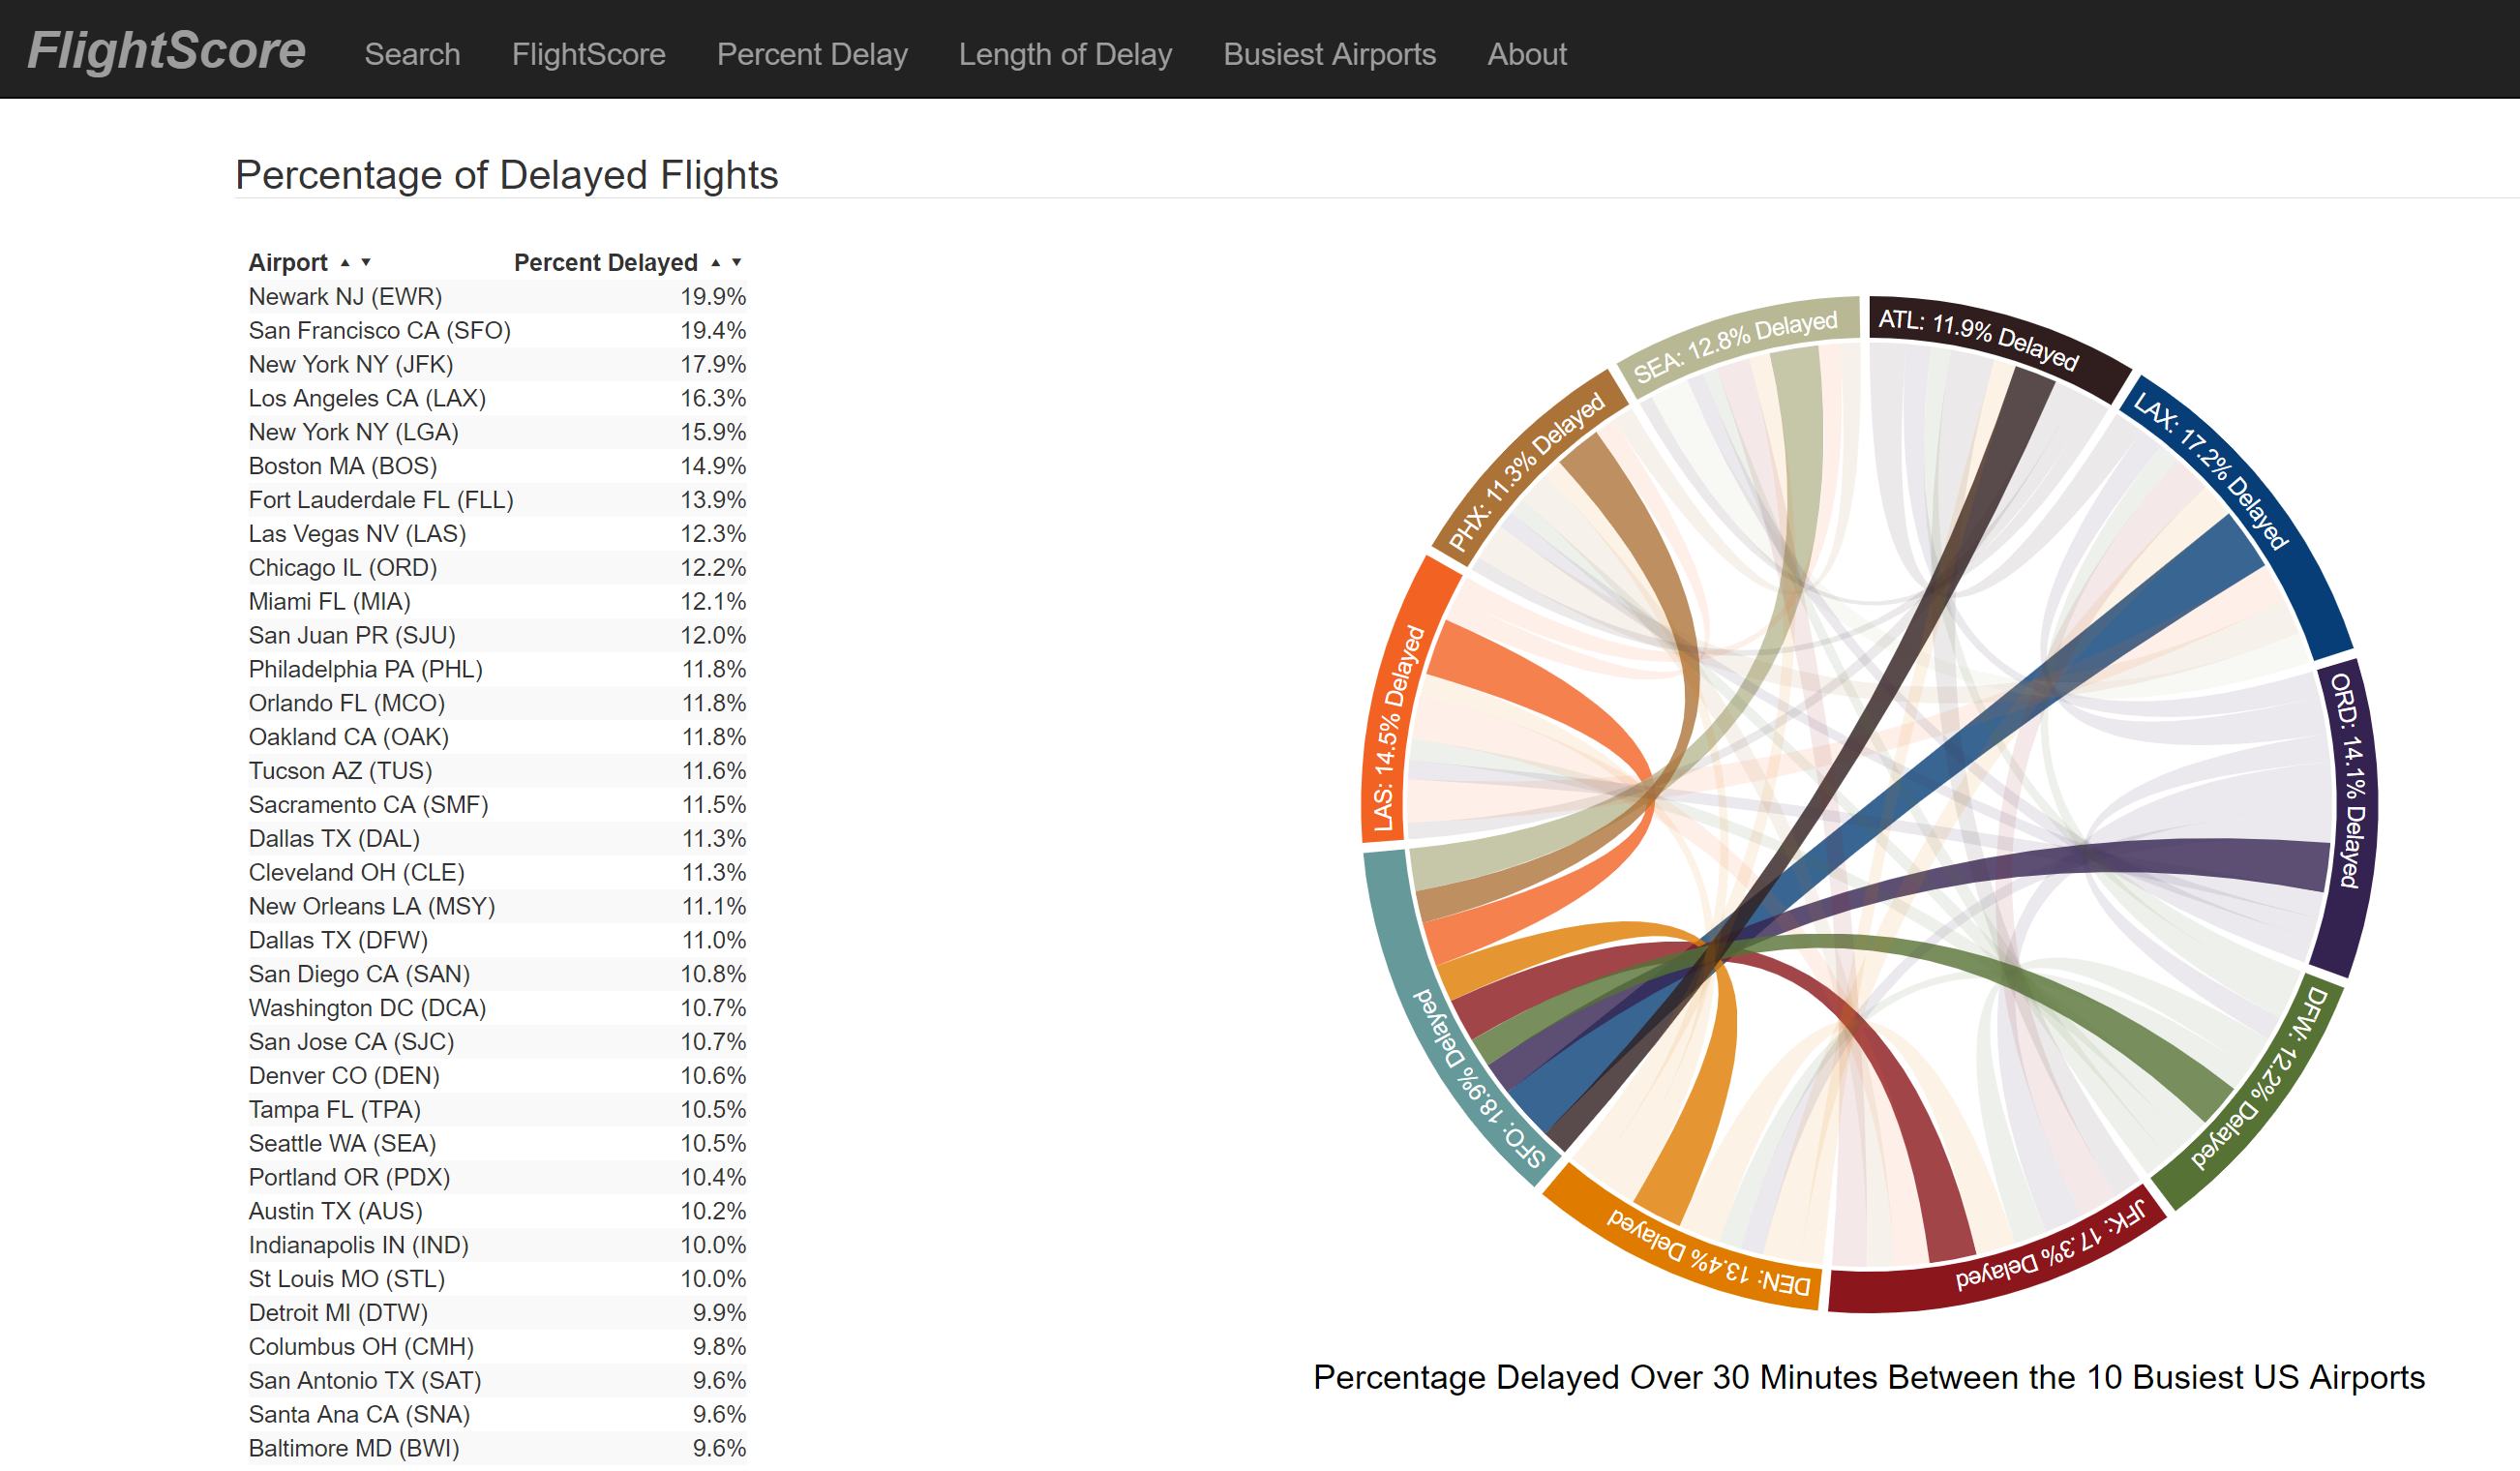 FlightScore Search FlightScore Percent Delay Length of Delay Busiest Airports About
Percentage of Delayed Flights
Airport ▲ ▼ Percent Delayed ▲ ▼
Newark NJ (EWR) 19.9%
San Francisco CA (SFO) 19.4%
New York NY (JFK) 17.9%
Los Angeles CA (LAX) 16.3%
New York NY (LGA) 15.9%
Boston MA (BOS) 14.9%
Fort Lauderdale FL (FLL) 13.9%
Las Vegas NV (LAS) 12.3%
Chicago IL (ORD) 12.2%
Miami FL (MIA) 12.1%
San Juan PR (SJU) 12.0%
Philadelphia PA (PHL) 11.8%
Orlando FL (MCO) 11.8%
Oakland CA (OAK) 11.8%
Tucson AZ (TUS) 11.6%
Sacramento CA (SMF) 11.5%
Dallas TX (DAL) 11.3%
Cleveland OH (CLE) 11.3%
New Orleans LA (MSY) 11.1%
Dallas TX (DFW) 11.0%
San Diego CA (SAN) 10.8%
Washington DC (DCA) 10.7%
San Jose CA (SJC) 10.7%
Denver CO (DEN) 10.6%
Tampa FL (TPA) 10.5%
Seattle WA (SEA) 10.5%
Portland OR (PDX) 10.4%
Austin TX (AUS) 10.2%
Indianapolis IN (IND) 10.0%
St Louis MO (STL) 10.0%
Detroit MI (DTW) 9.9%
Columbus OH (CMH) 9.8%
San Antonio TX (SAT) 9.6%
Santa Ana CA (SNA) 9.6%
Baltimore MD (BWI) 9.6%
ATL: 11.9% Delayed
LAX: 17.2% Delayed
ORD: 14.1% Delayed
DFW: 12.2% Delayed
JFK: 17.3% Delayed
DEN: 13.4% Delayed
SFO: 18.9% Delayed
LAS: 14.5% Delayed
PHX: 11.3% Delayed
SEA: 12.8% Delayed
Percentage Delayed Over 30 Minutes Between the 10 Busiest US Airports